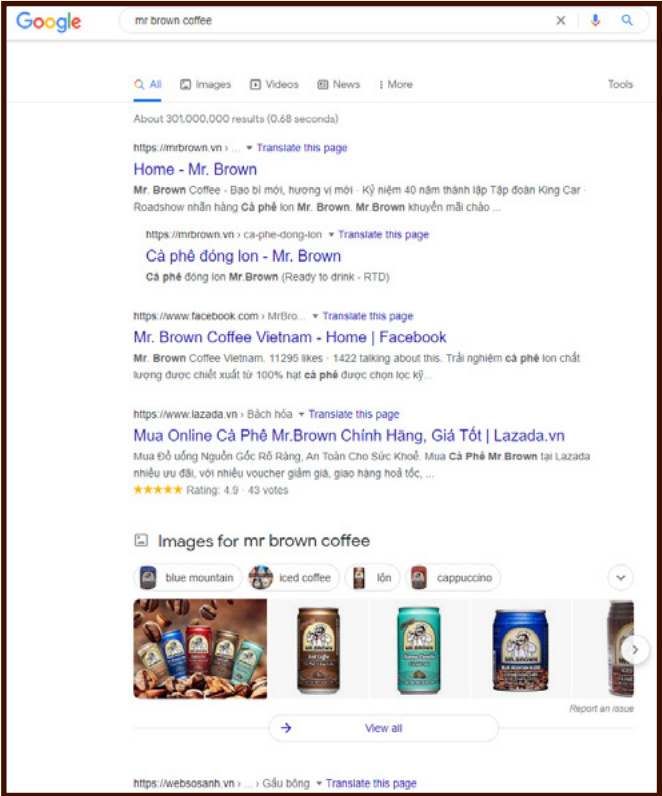 Google
mr brown coffee
All Images Videos News More Tools
About 301,000,000 results (0.68 seconds)
https://mrbrown.vn › ... Translate this page
Home - Mr. Brown
Mr. Brown Coffee - Bao bì mới, hương vị mới · Kỷ niệm 40 năm thành lập Tập đoàn King Car ·
Roadshow nhãn hàng Cà phê lon Mr. Brown. Mr.Brown khuyến mãi chào ...
https://mrbrown.vn › ca-phe-dong-lon Translate this page
Cà phê đóng lon - Mr. Brown
Cà phê đóng lon Mr.Brown (Ready to drink - RTD)
https://www.facebook.com › MrBro... Translate this page
Mr. Brown Coffee Vietnam - Home | Facebook
Mr. Brown Coffee Vietnam. 11295 likes · 1422 talking about this. Trải nghiệm cà phê lon chất
lượng được chiết xuất từ 100% hạt cà phê được chọn lọc kỹ...
https://www.lazada.vn › Bách hóa Translate this page
Mua Online Cà Phê Mr.Brown Chính Hãng, Giá Tốt | Lazada.vn
Mua Đồ uống Nguồn Gốc Rõ Ràng, An Toàn Cho Sức Khoẻ. Mua Cà Phê Mr Brown tại Lazada
nhiều ưu đãi, với nhiều voucher giảm giá, giao hàng hoả tốc, ...
Rating: 4.9 · 43 votes
Images for mr brown coffee
blue mountain iced coffee lộn cappuccino
MR.BROWN MR.BROWN MR.BROWN
Iced Coffee
BLUE MOUNTAIN BLEND
Report an issue
View all
https://websosanh.vn › ... › Gấu bông Translate this page